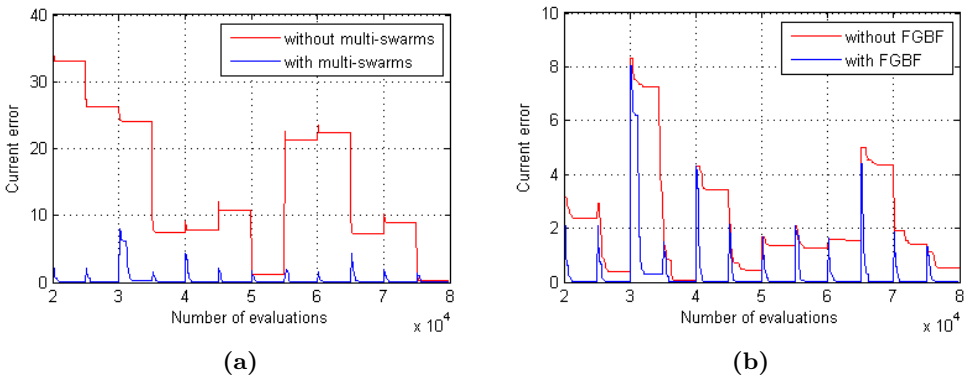 40
30
20
10
0
2 3 4 5 6 7 8
x 10^4
Current error
Number of evaluations
without multi-swarms
with multi-swarms
(a)
10
8
6
4
2
0
2 3 4 5 6 7 8
x 10^4
Current error
Number of evaluations
without FGBF
with FGBF
(b)